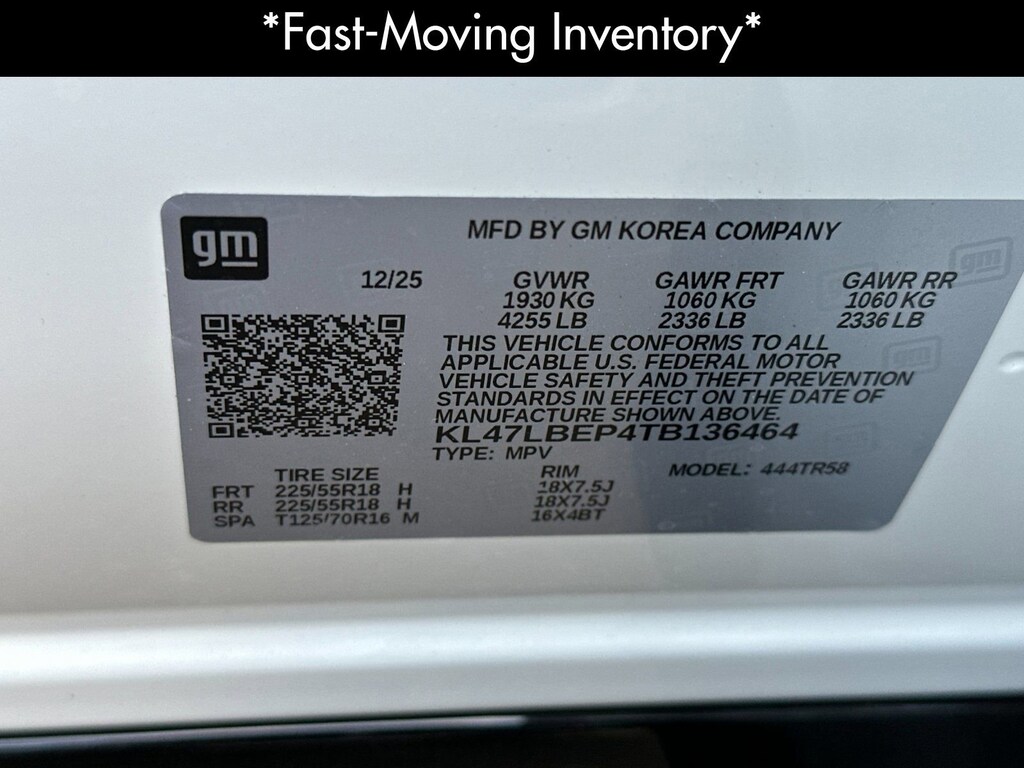 *Fast-Moving Inventory*
gm
MFD BY GM KOREA COMPANY
12/25 GVWR GAWR FRT GAWR RR
1930 KG 1060 KG 1060 KG
4255 LB 2336 LB 2336 LB
THIS VEHICLE CONFORMS TO ALL
APPLICABLE U.S. FEDERAL MOTOR
VEHICLE SAFETY AND THEFT PREVENTION
STANDARDS IN EFFECT ON THE DATE OF
MANUFACTURE SHOWN ABOVE.
KL47LBEP4TB136464
TYPE: MPV MODEL: 444TR58
TIRE SIZE RIM
FRT 225/55R18 H 18X7.5J
RR 225/55R18 H 18X7.5J
SPA T125/70R16 M 16X4BT